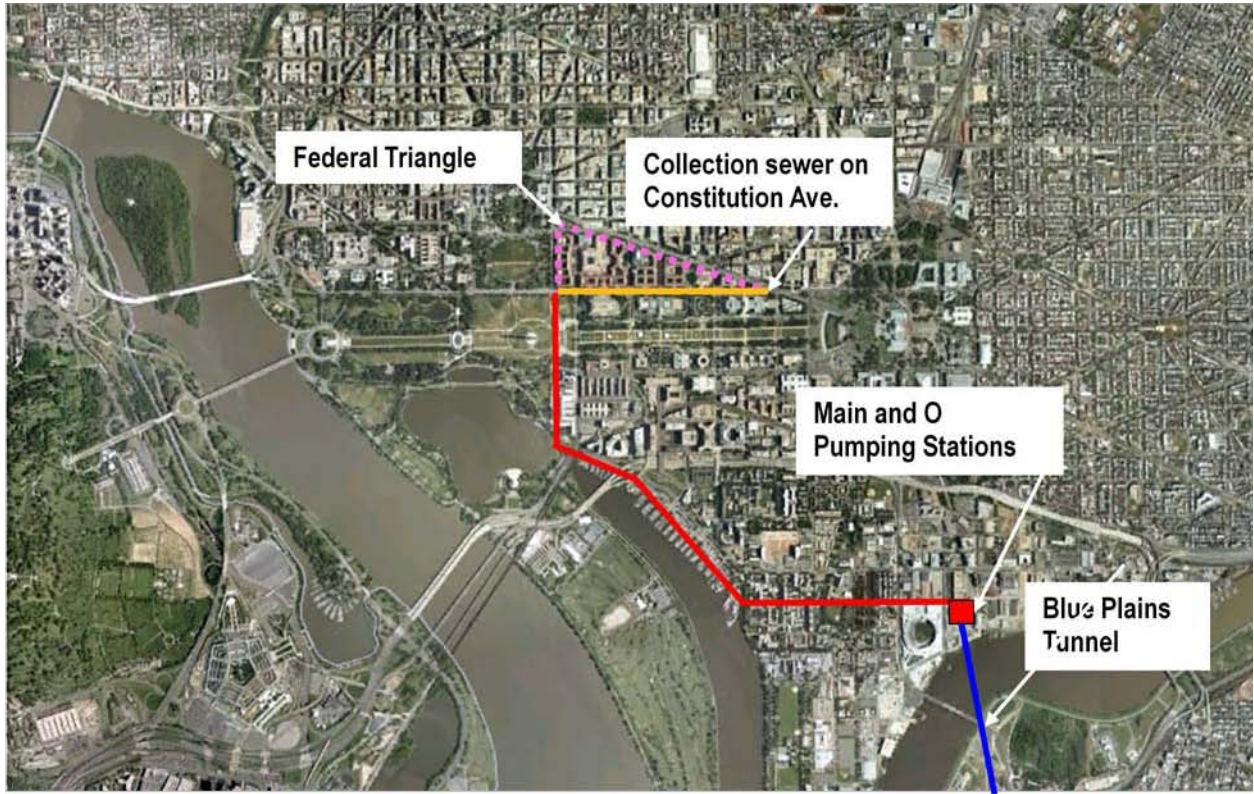 Federal Triangle
Collection sewer on
Constitution Ave.
Main and O
Pumping Stations
Blue Plains
Tunnel